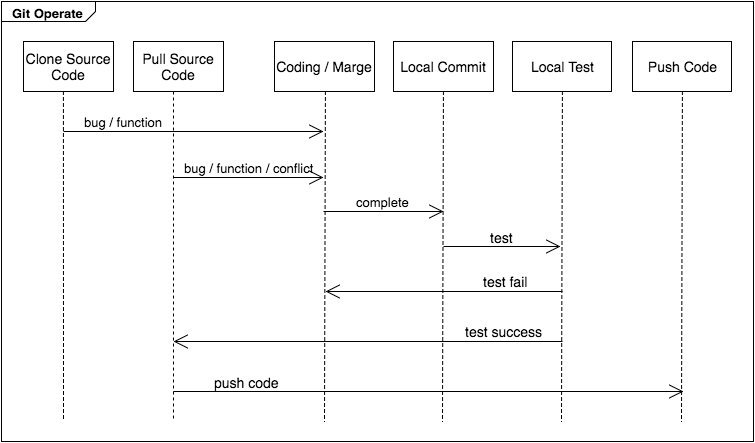 Git Operate
Clone Source
Code
Pull Source
Code
Coding / Marge
Local Commit
Local Test
Push Code
bug / function
bug / function / conflict
complete
test
test fail
test success
push code